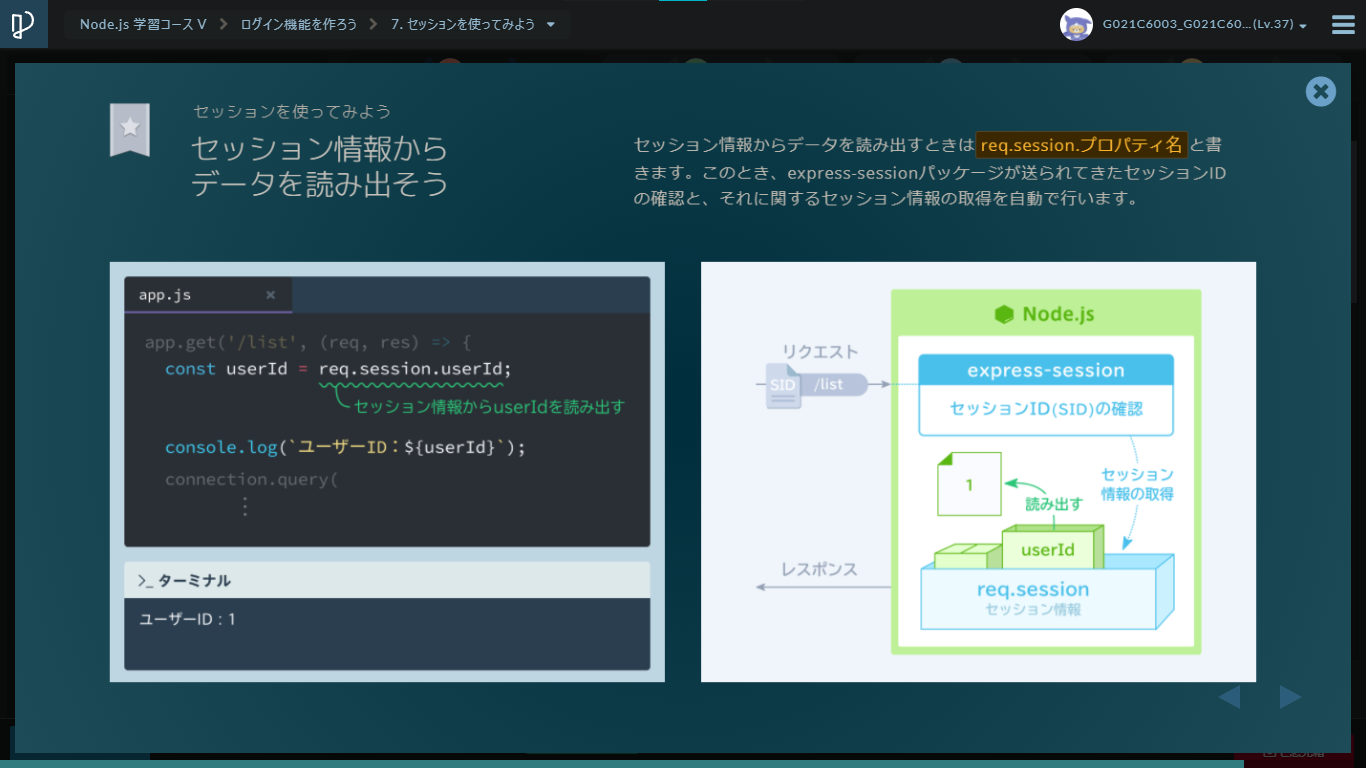 Node.js 学習コース V
ログイン機能を作ろう
7. セッションを使ってみよう
G021C6003_G021C60...(Lv.37)
セッションを使ってみよう
セッション情報から
データを読み出そう
セッション情報からデータを読み出すときは req.session.プロパティ名 と書
きます。このとき、express-sessionパッケージが送られてきたセッションID
の確認と、それに関するセッション情報の取得を自動で行います。
app.js ×
app.get('/list', (req, res) => {
const userId = req.session.userId;
セッション情報からuserIdを読み出す
console.log(`ユーザーID：${userId}`);
connection.query(
⋮
>_ ターミナル
ユーザーID：1
Node.js
リクエスト
SID /list
express-session
セッションID(SID)の確認
セッション
情報の取得
1
読み出す
userId
req.session
セッション情報
レスポンス